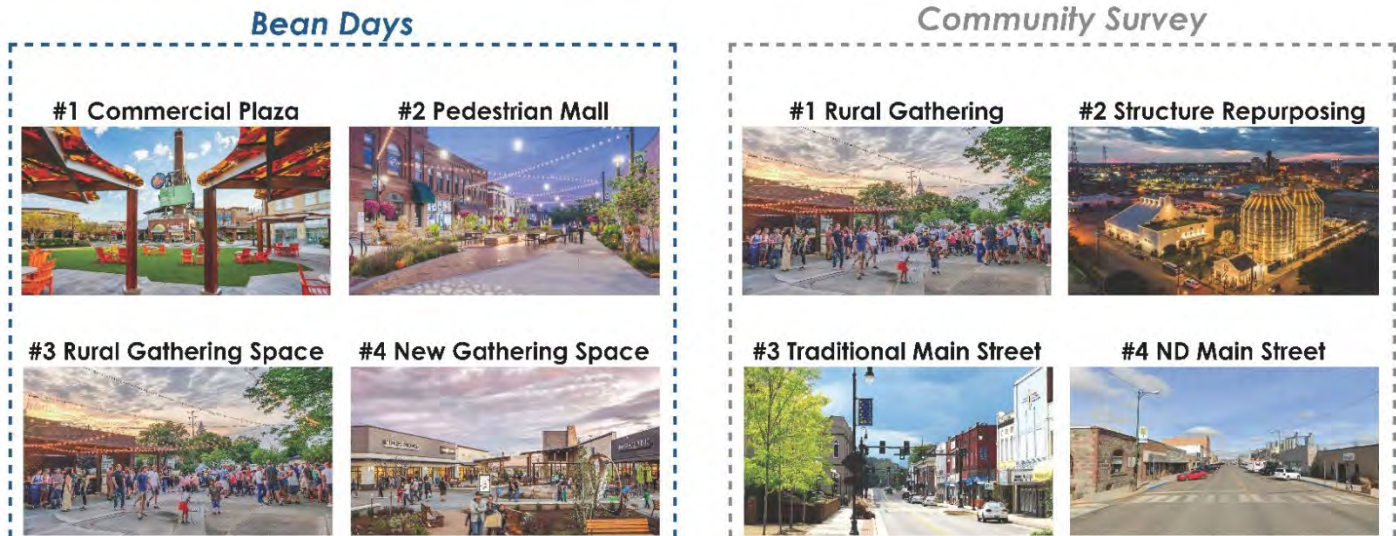 Bean Days
#1 Commercial Plaza
#2 Pedestrian Mall
#3 Rural Gathering Space
#4 New Gathering Space
Community Survey
#1 Rural Gathering
#2 Structure Repurposing
#3 Traditional Main Street
#4 ND Main Street